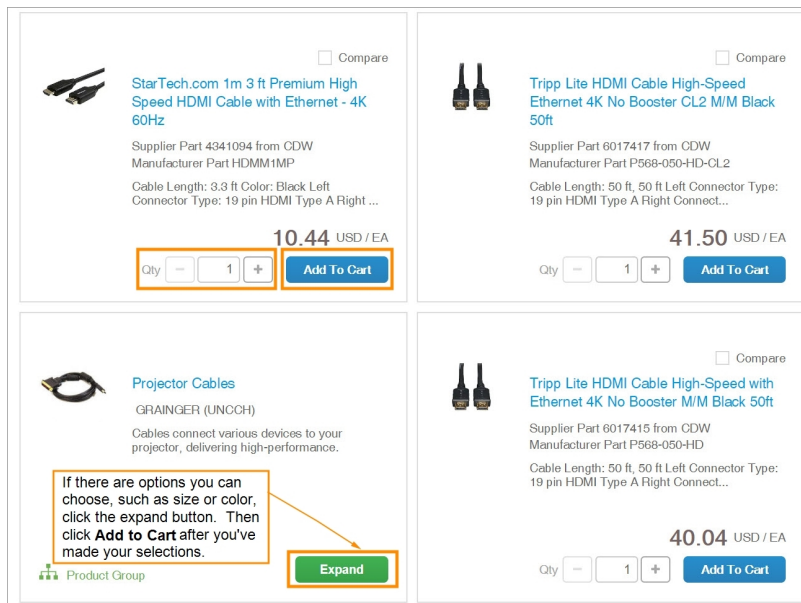 Compare
StarTech.com 1m 3 ft Premium High
Speed HDMI Cable with Ethernet - 4K
60Hz
Supplier Part 4341094 from CDW
Manufacturer Part HDMM1MP
Cable Length: 3.3 ft Color: Black Left
Connector Type: 19 pin HDMI Type A Right ...
10.44 USD / EA
Qty − 1 + Add To Cart
Compare
Tripp Lite HDMI Cable High-Speed
Ethernet 4K No Booster CL2 M/M Black
50ft
Supplier Part 6017417 from CDW
Manufacturer Part P568-050-HD-CL2
Cable Length: 50 ft, 50 ft Left Connector Type:
19 pin HDMI Type A Right Connect...
41.50 USD / EA
Qty − 1 + Add To Cart
Projector Cables
GRAINGER (UNCCH)
Cables connect various devices to your
projector, delivering high-performance.
If there are options you can
choose, such as size or color,
click the expand button. Then
click Add to Cart after you've
made your selections.
Product Group
Expand
Compare
Tripp Lite HDMI Cable High-Speed with
Ethernet 4K No Booster M/M Black 50ft
Supplier Part 6017415 from CDW
Manufacturer Part P568-050-HD
Cable Length: 50 ft, 50 ft Left Connector Type:
19 pin HDMI Type A Right Connect...
40.04 USD / EA
Qty − 1 + Add To Cart